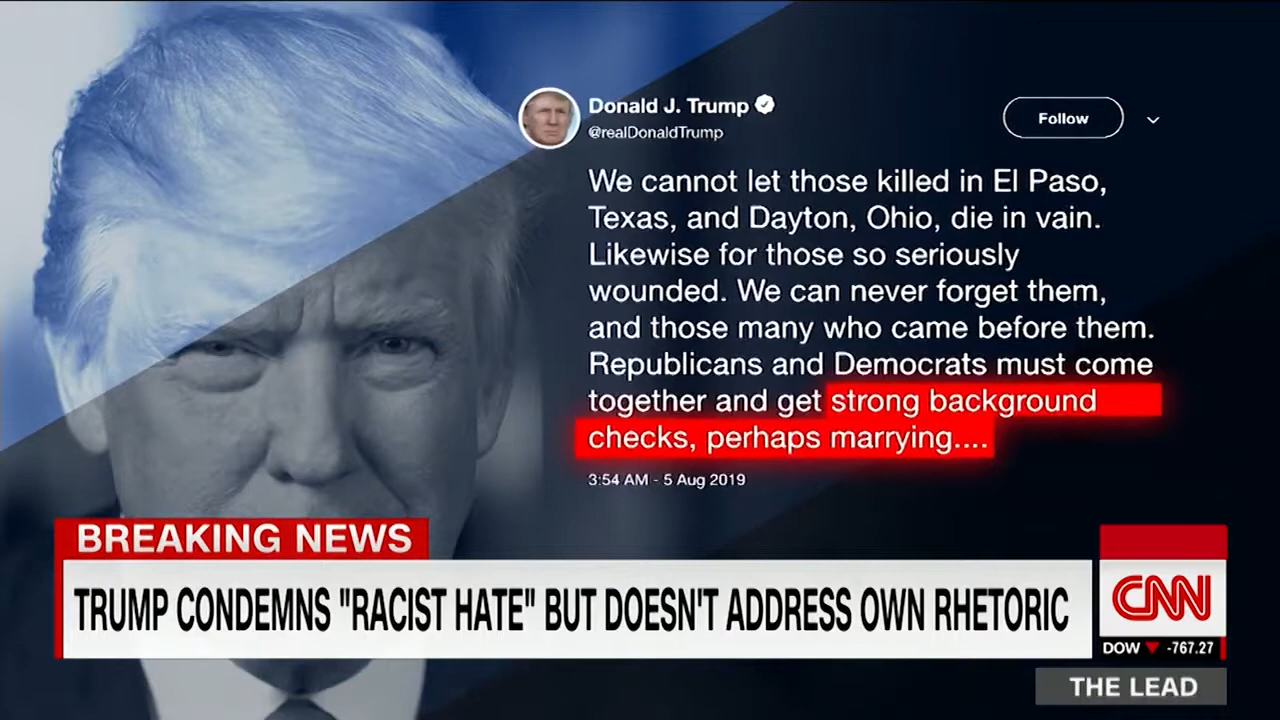 Donald J. Trump
@realDonaldTrump
Follow
We cannot let those killed in El Paso,
Texas, and Dayton, Ohio, die in vain.
Likewise for those so seriously
wounded. We can never forget them,
and those many who came before them.
Republicans and Democrats must come
together and get strong background
checks, perhaps marrying....
3:54 AM - 5 Aug 2019
BREAKING NEWS
TRUMP CONDEMNS "RACIST HATE" BUT DOESN'T ADDRESS OWN RHETORIC
CNN
DOW ▼ -767.27
THE LEAD